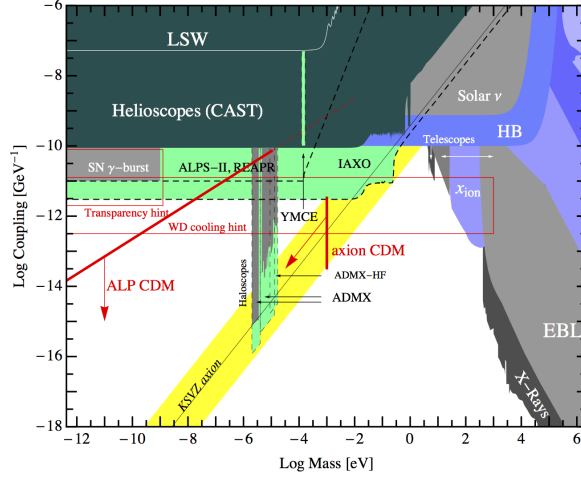 -6
-8
-10
-12
-14
-16
-18
Log Coupling [GeV⁻¹]
LSW
Helioscopes (CAST)
Solar ν
HB
Telescopes
SN γ-burst
ALPS-II, REAPR
IAXO
x_ion
Transparency hint
YMCE
WD cooling hint
axion CDM
ALP CDM
Haloscopes
ADMX-HF
ADMX
EBL
X-Rays
KSVZ axion
-12 -10 -8 -6 -4 -2 0 2 4 6
Log Mass [eV]